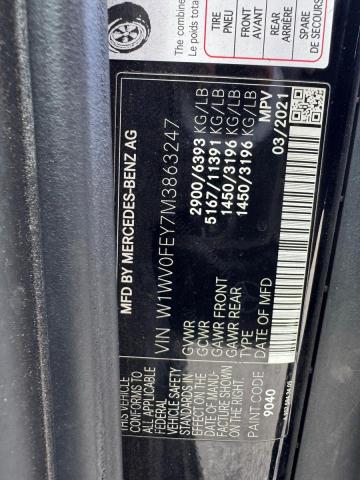 The combine
Le poids tota
TIRE
PNEU
FRONT
AVANT
REAR
ARRIÈRE
SPARE
DE SECOURS
MFD BY MERCEDES-BENZ AG
VIN W1WV0FEY7M3863247
GVWR 2900/6393 KG/LB
GCWR 5167/11391 KG/LB
GAWR FRONT 1450/3196 KG/LB
GAWR REAR 1450/3196 KG/LB
TYPE MPV
DATE OF MANUFACTURE 03/2021
THIS VEHICLE
CONFORMS TO
ALL APPLICABLE
FEDERAL
VEHICLE SAFETY
STANDARDS IN
EFFECT ON THE
DATE OF MANU-
FACTURE SHOWN
ON THE RIGHT.
PAINT CODE
9040